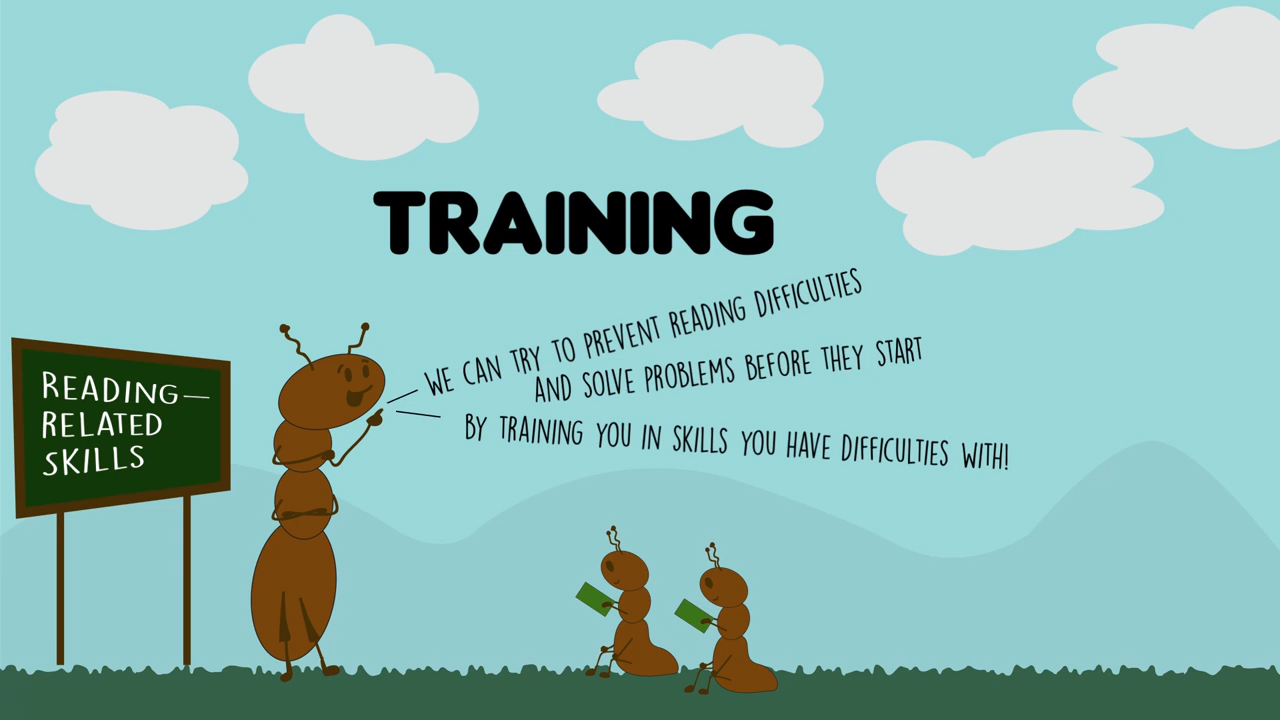 TRAINING
WE CAN TRY TO PREVENT READING DIFFICULTIES
AND SOLVE PROBLEMS BEFORE THEY START
BY TRAINING YOU IN SKILLS YOU HAVE DIFFICULTIES WITH!
READING—
RELATED
SKILLS